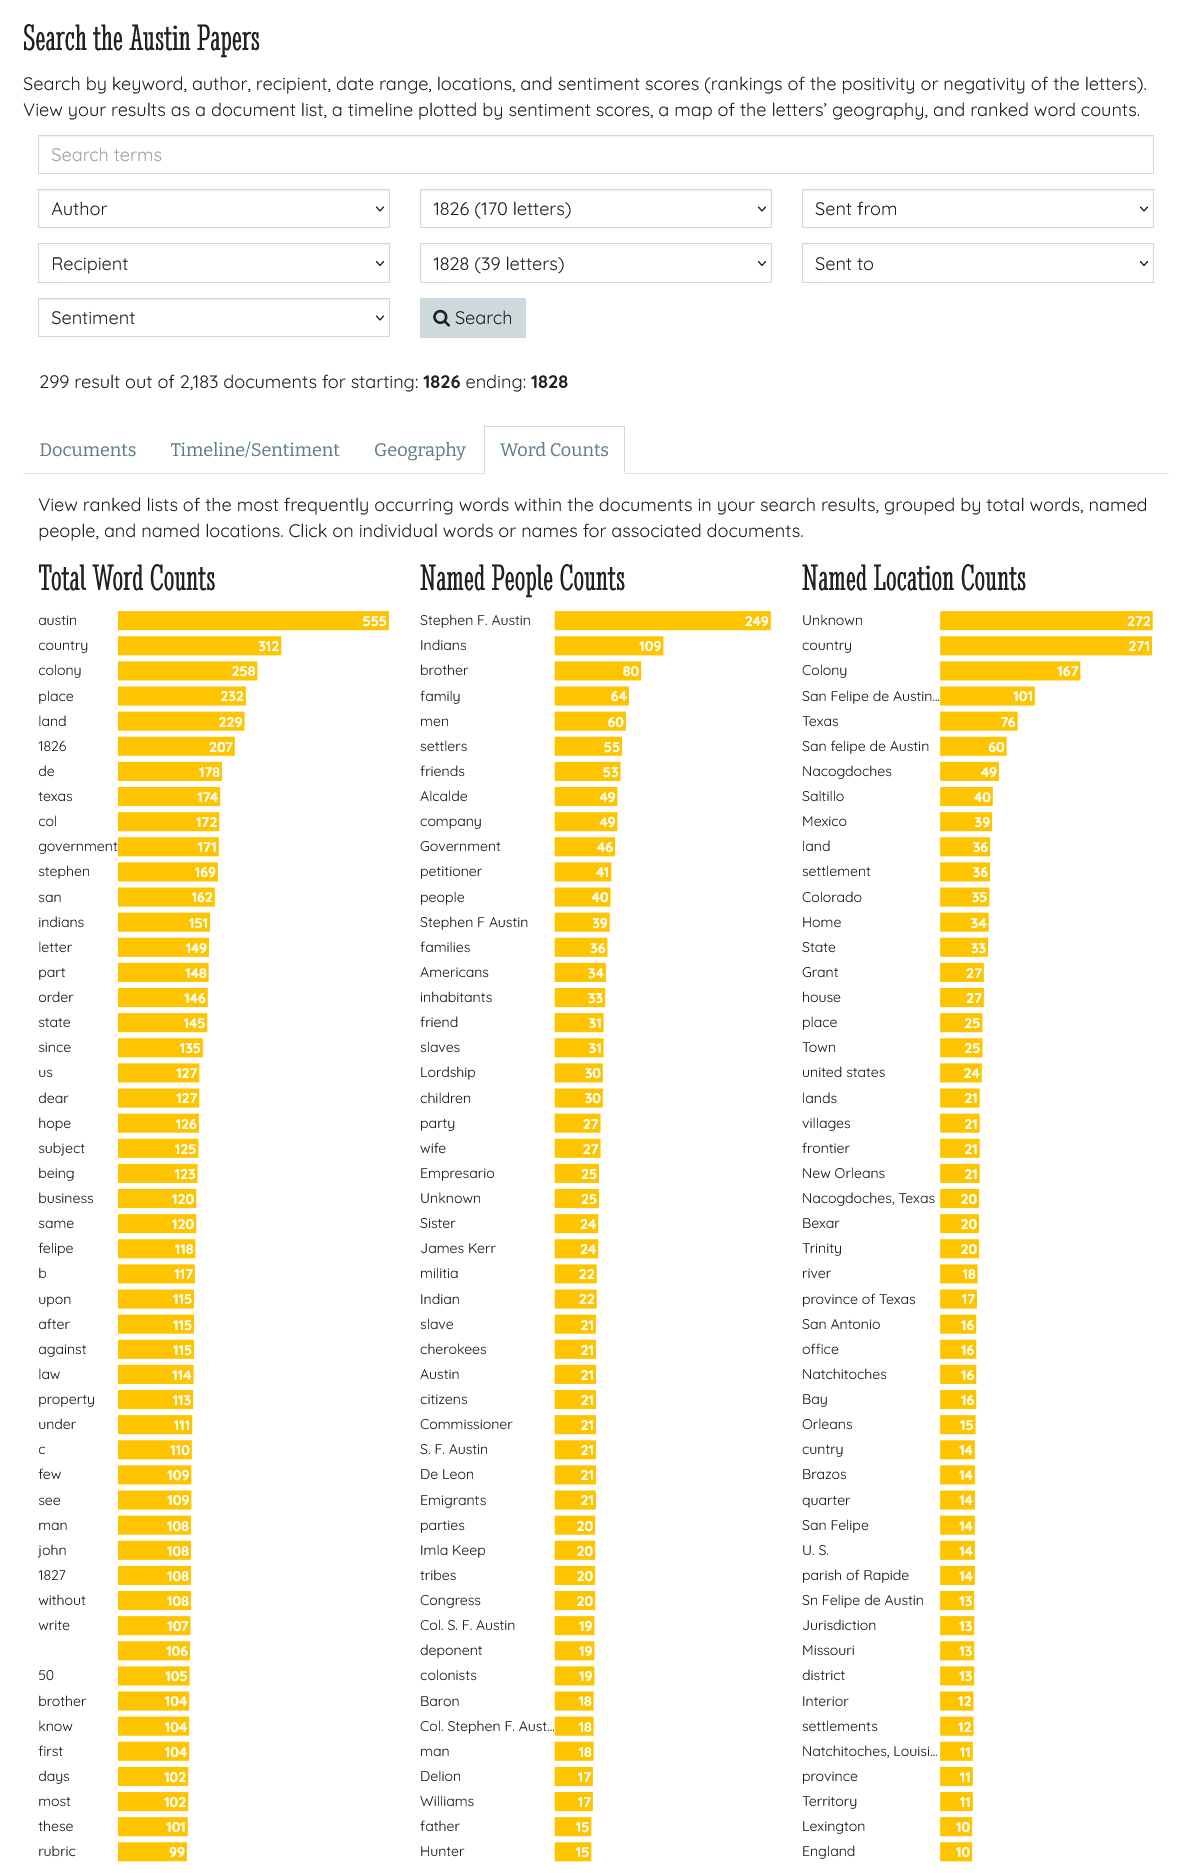 Search the Austin Papers
Search by keyword, author, recipient, date range, locations, and sentiment scores (rankings of the positivity or negativity of the letters).
View your results as a document list, a timeline plotted by sentiment scores, a map of the letters’ geography, and ranked word counts.
Search terms
Author
1826 (170 letters)
Sent from
Recipient
1828 (39 letters)
Sent to
Sentiment
Search
299 result out of 2,183 documents for starting: 1826 ending: 1828
Documents
Timeline/Sentiment
Geography
Word Counts
View ranked lists of the most frequently occurring words within the documents in your search results, grouped by total words, named
people, and named locations. Click on individual words or names for associated documents.
Total Word Counts
austin 555
country 312
colony 258
place 232
land 229
1826 207
de 178
texas 174
col 172
government 171
stephen 169
san 162
indians 151
letter 149
part 148
order 146
state 145
since 135
us 127
dear 127
hope 126
subject 125
being 123
business 120
same 120
felipe 118
b 117
upon 115
after 115
against 115
law 114
property 113
under 111
c 110
few 109
see 109
man 108
john 108
1827 108
without 108
write 107
106
50 105
brother 104
know 104
first 104
days 102
most 102
these 101
rubric 99
Named People Counts
Stephen F. Austin 249
Indians 109
brother 80
family 64
men 60
settlers 55
friends 53
Alcalde 49
company 49
Government 46
petitioner 41
people 40
Stephen F Austin 39
families 36
Americans 34
inhabitants 33
friend 31
slaves 31
Lordship 30
children 30
party 27
wife 27
Empresario 25
Unknown 25
Sister 24
James Kerr 24
militia 22
Indian 22
slave 21
cherokees 21
Austin 21
citizens 21
Commissioner 21
S. F. Austin 21
De Leon 21
Emigrants 21
parties 20
Imla Keep 20
tribes 20
Congress 20
Col. S. F. Austin 19
deponent 19
colonists 19
Baron 18
Col. Stephen F. Aust... 18
man 18
Delion 17
Williams 17
father 15
Hunter 15
Named Location Counts
Unknown 272
country 271
Colony 167
San Felipe de Austin... 101
Texas 76
San felipe de Austin 60
Nacogdoches 49
Saltillo 40
Mexico 39
land 36
settlement 36
Colorado 35
Home 34
State 33
Grant 27
house 27
place 25
Town 25
united states 24
lands 21
villages 21
frontier 21
New Orleans 21
Nacogdoches, Texas 20
Bexar 20
Trinity 20
river 18
province of Texas 17
San Antonio 16
office 16
Natchitoches 16
Bay 16
Orleans 15
cuntry 14
Brazos 14
quarter 14
San Felipe 14
U. S. 14
parish of Rapide 14
Sn Felipe de Austin 13
Jurisdiction 13
Missouri 13
district 13
Interior 12
settlements 12
Natchitoches, Louisi... 11
province 11
Territory 11
Lexington 10
England 10